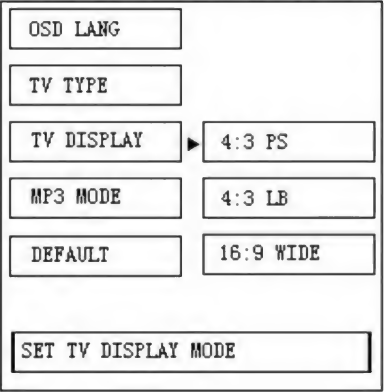 OSD LANG
TV TYPE
TV DISPLAY
4:3 PS
MP3 MODE
4:3 LB
DEFAULT
16:9 WIDE
SET TV DISPLAY MODE